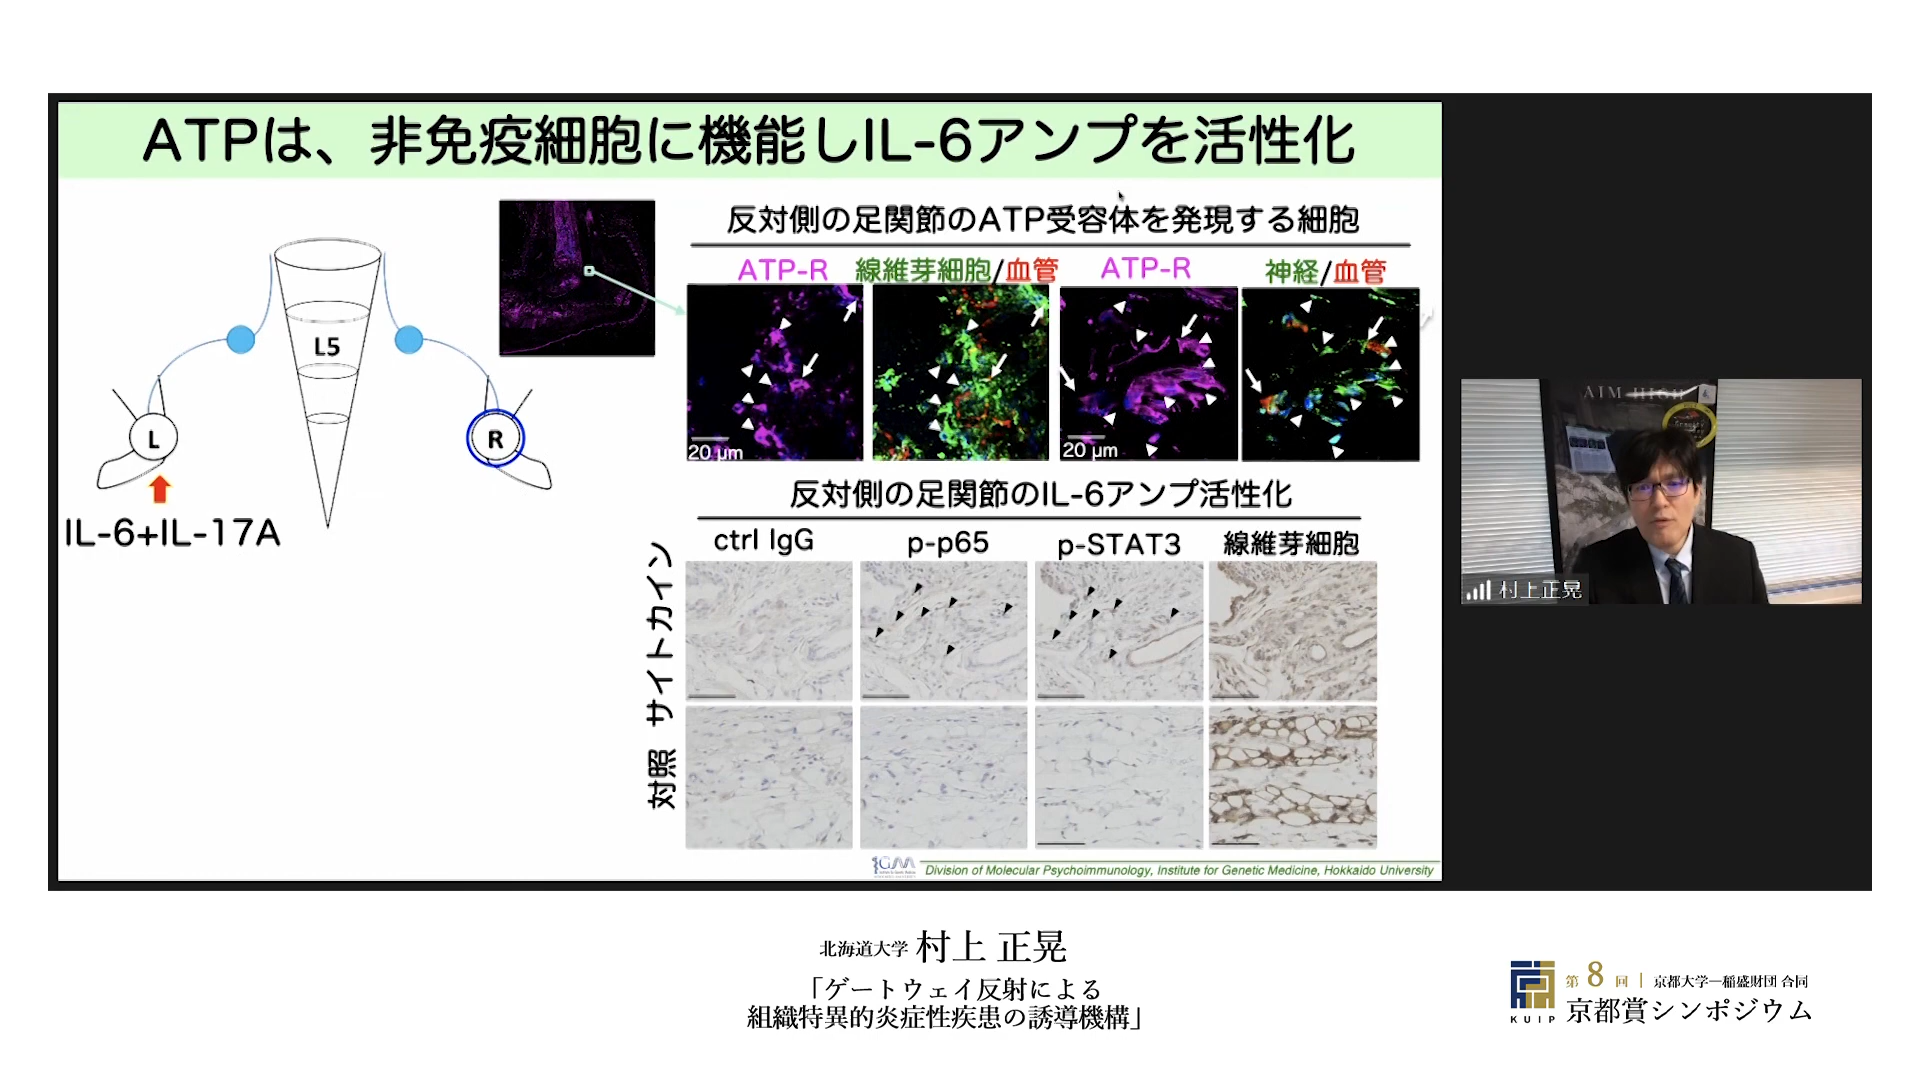 ATPは、非免疫細胞に機能しIL-6アンプを活性化
反対側の足関節のATP受容体を発現する細胞
ATP-R 線維芽細胞/血管 ATP-R 神経/血管
20 µm
20 µm
L5
L
R
IL-6+IL-17A
反対側の足関節のIL-6アンプ活性化
ctrl IgG p-p65 p-STAT3 線維芽細胞
サイトカイン
対照
IGM
Division of Molecular Psychoimmunology, Institute for Genetic Medicine, Hokkaido University
AIM HIGH
村上正晃
北海道大学 村上 正晃
「ゲートウェイ反射による
組織特異的炎症性疾患の誘導機構」
KUIP
第8回 | 京都大学—稲盛財団 合同
京都賞シンポジウム